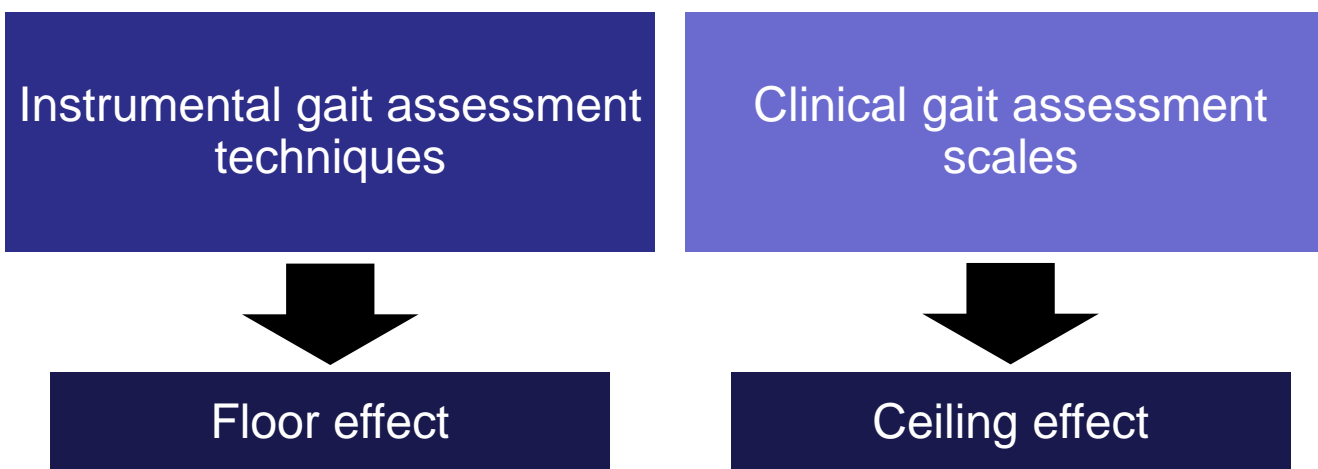 Instrumental gait assessment
techniques
Clinical gait assessment
scales
Floor effect
Ceiling effect